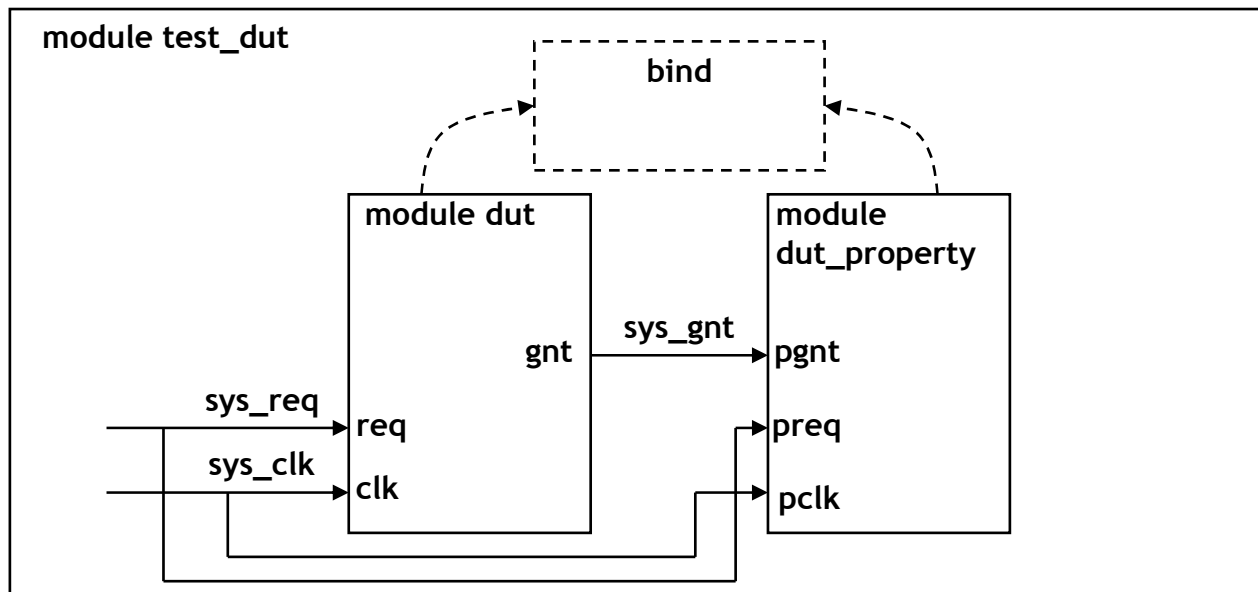 module test_dut
bind
module dut
module
dut_property
sys_gnt
gnt
pgnt
sys_req
req
preq
sys_clk
clk
pclk